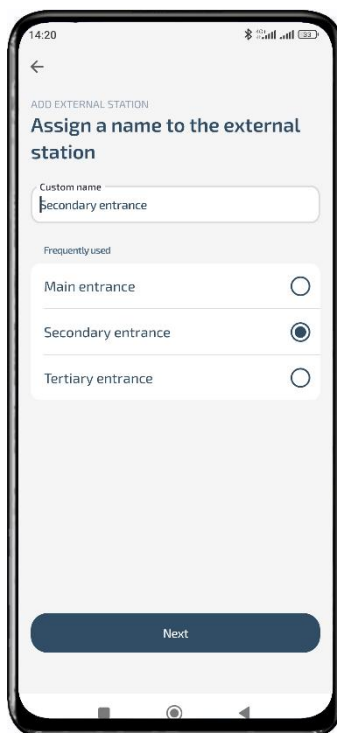 14:20
33
ADD EXTERNAL STATION
Assign a name to the external
station
Custom name
Secondary entrance
Frequently used
Main entrance
Secondary entrance
Tertiary entrance
Next